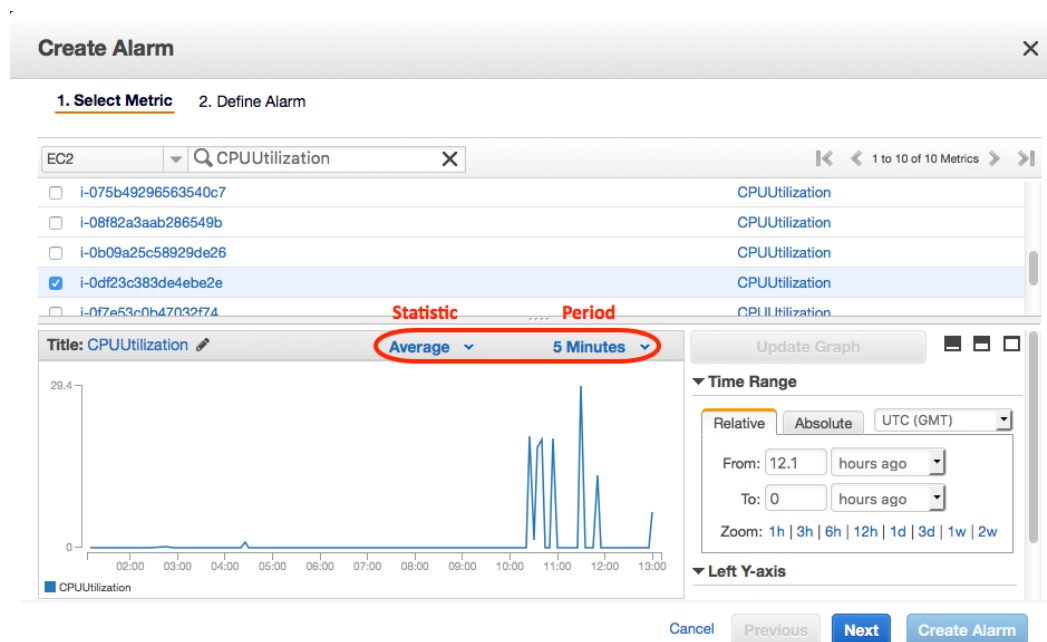 Create Alarm
1. Select Metric 2. Define Alarm
EC2 CPUUtilization 1 to 10 of 10 Metrics
i-075b49296563540c7 CPUUtilization
i-08f82a3aab286549b CPUUtilization
i-0b09a25c58929de26 CPUUtilization
i-0df23c383de4ebe2e CPUUtilization
i-0f7e53c0b47032f74 CPUUtilization
Statistic Period
Title: CPUUtilization Average 5 Minutes
Update Graph
Time Range
Relative Absolute UTC (GMT)
From: 12.1 hours ago
To: 0 hours ago
Zoom: 1h | 3h | 6h | 12h | 1d | 3d | 1w | 2w
Left Y-axis
29.4
0
02:00 03:00 04:00 05:00 06:00 07:00 08:00 09:00 10:00 11:00 12:00 13:00
CPUUtilization
Cancel Previous Next Create Alarm